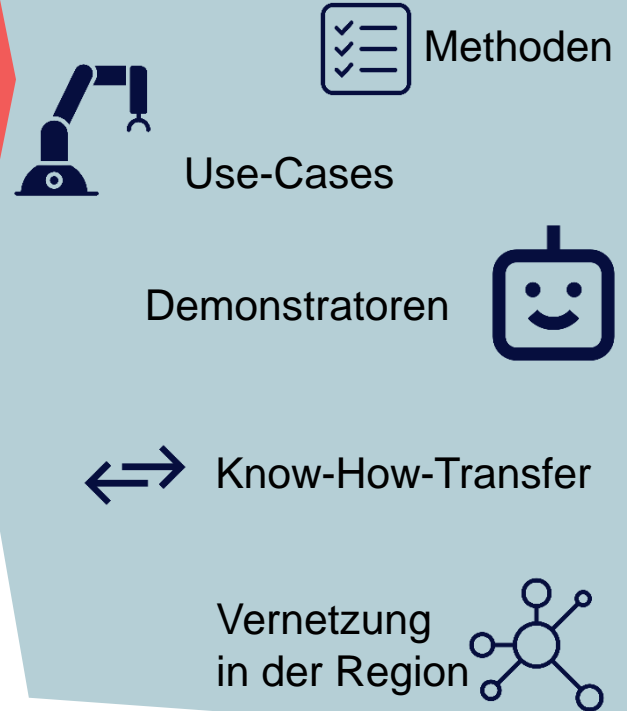 Methoden
Use-Cases
Demonstratoren
Know-How-Transfer
Vernetzung
in der Region